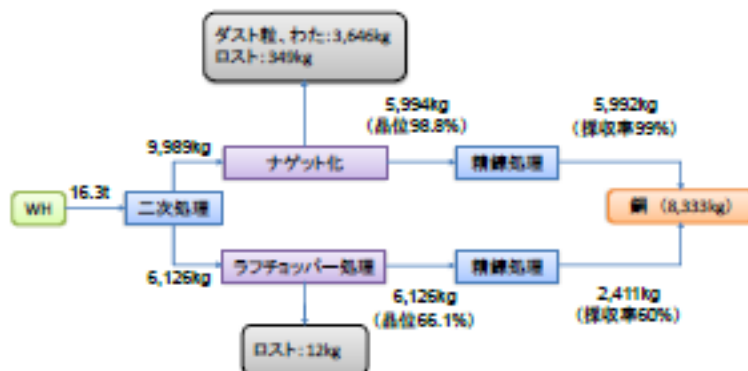 ダスト粒、わた：3,646kg
ロスト：349kg
5,994kg
（品位98.8%）
5,992kg
（採収率99%）
9,989kg
ナゲット化
精錬処理
WH
16.3t
二次処理
銅（8,333kg）
6,126kg
ラフチョッパー処理
精錬処理
6,126kg
（品位66.1%）
2,411kg
（採収率60%）
ロスト：12kg